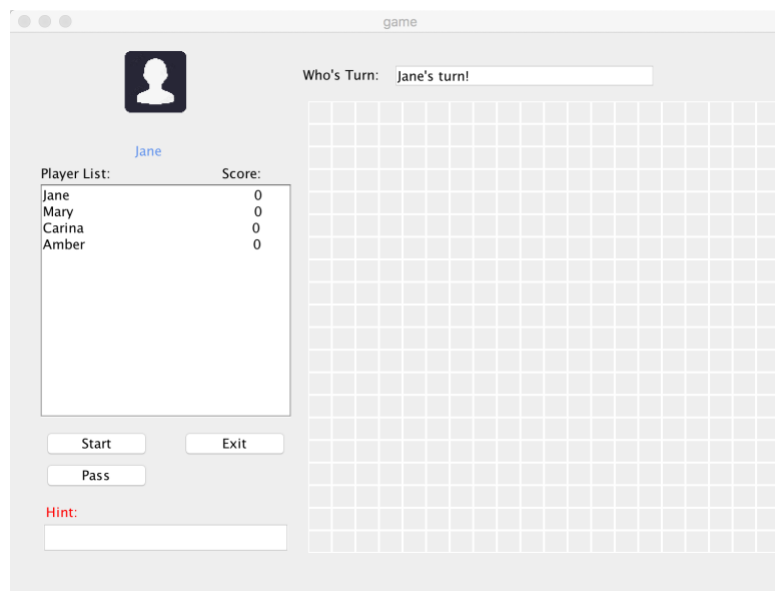 game
Who's Turn: Jane's turn!
Jane
Player List: Score:
Jane 0
Mary 0
Carina 0
Amber 0
Start Exit
Pass
Hint: